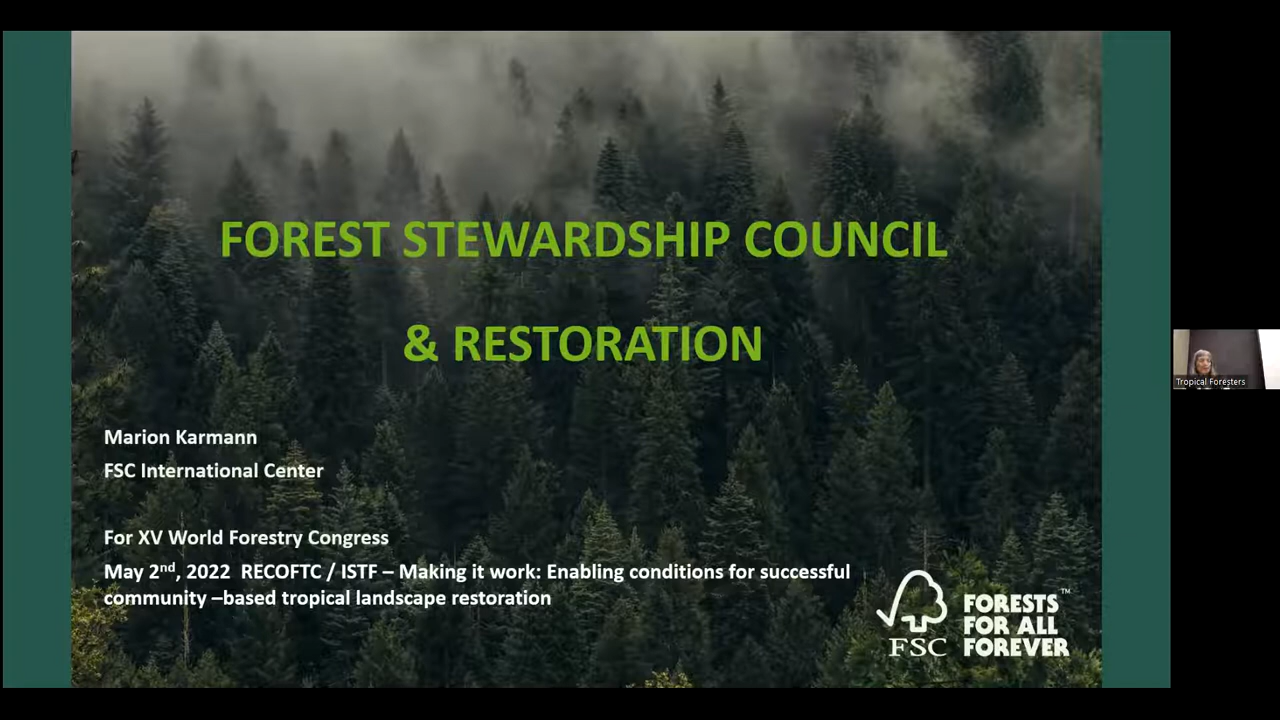 FOREST STEWARDSHIP COUNCIL
& RESTORATION
Marion Karmann
FSC International Center
For XV World Forestry Congress
May 2nd, 2022  RECOFTC / ISTF – Making it work: Enabling conditions for successful
community –based tropical landscape restoration
FSC
FORESTS™
FOR ALL
FOREVER
Tropical Foresters